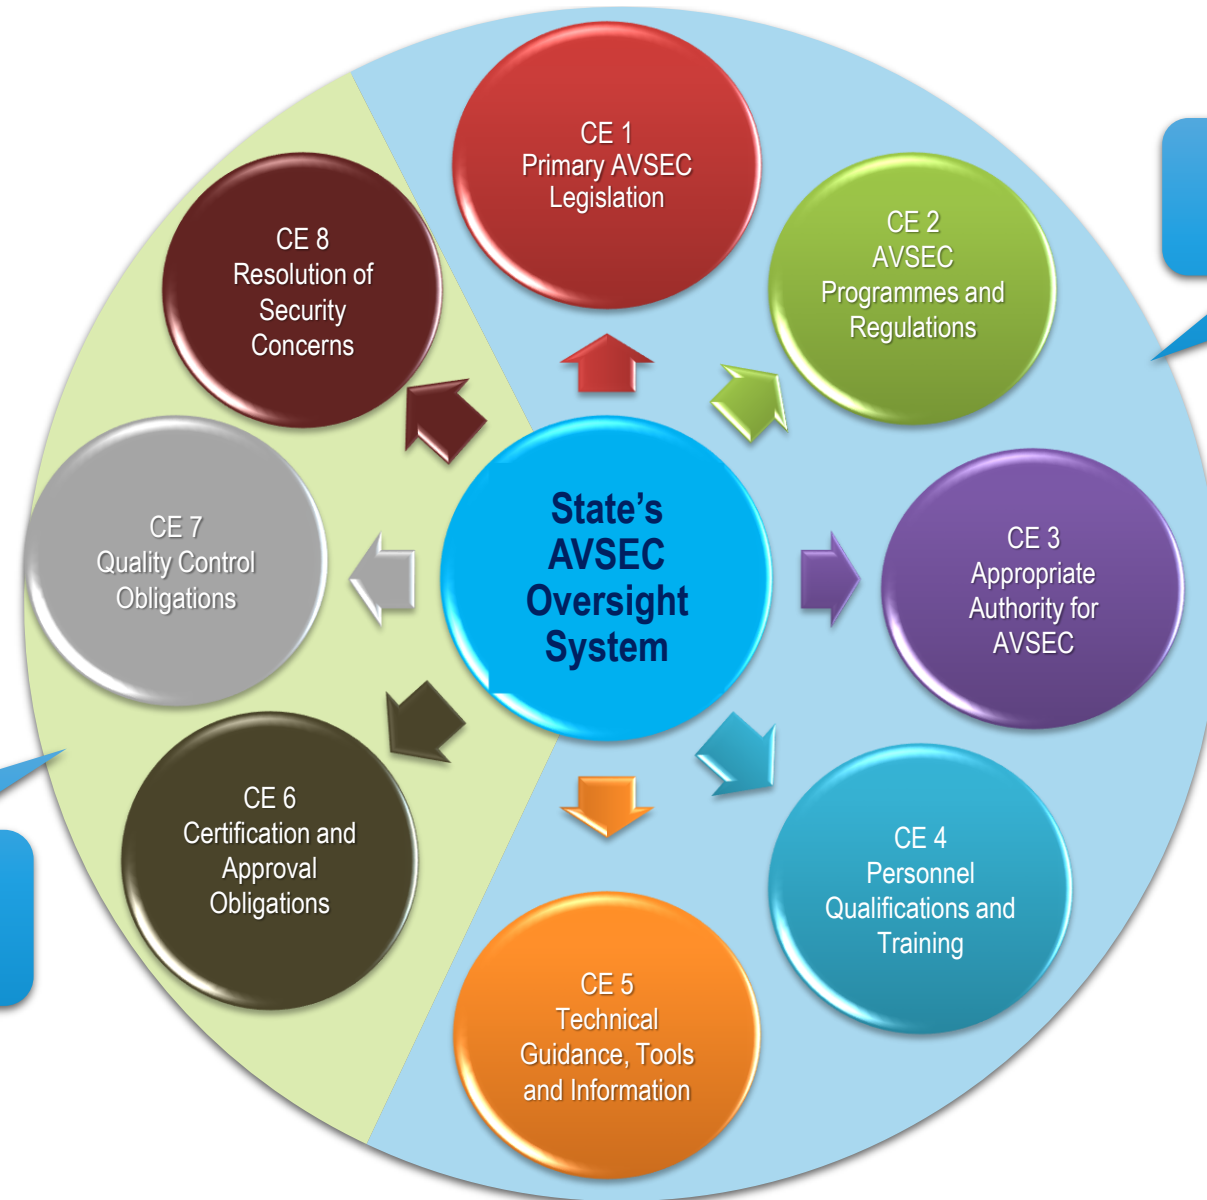 CE 1
Primary AVSEC
Legislation
CE 2
AVSEC
Programmes and
Regulations
CE 3
Appropriate
Authority for
AVSEC
CE 4
Personnel
Qualifications and
Training
CE 5
Technical
Guidance, Tools
and Information
CE 6
Certification and
Approval
Obligations
CE 7
Quality Control
Obligations
CE 8
Resolution of
Security
Concerns
State’s
AVSEC
Oversight
System